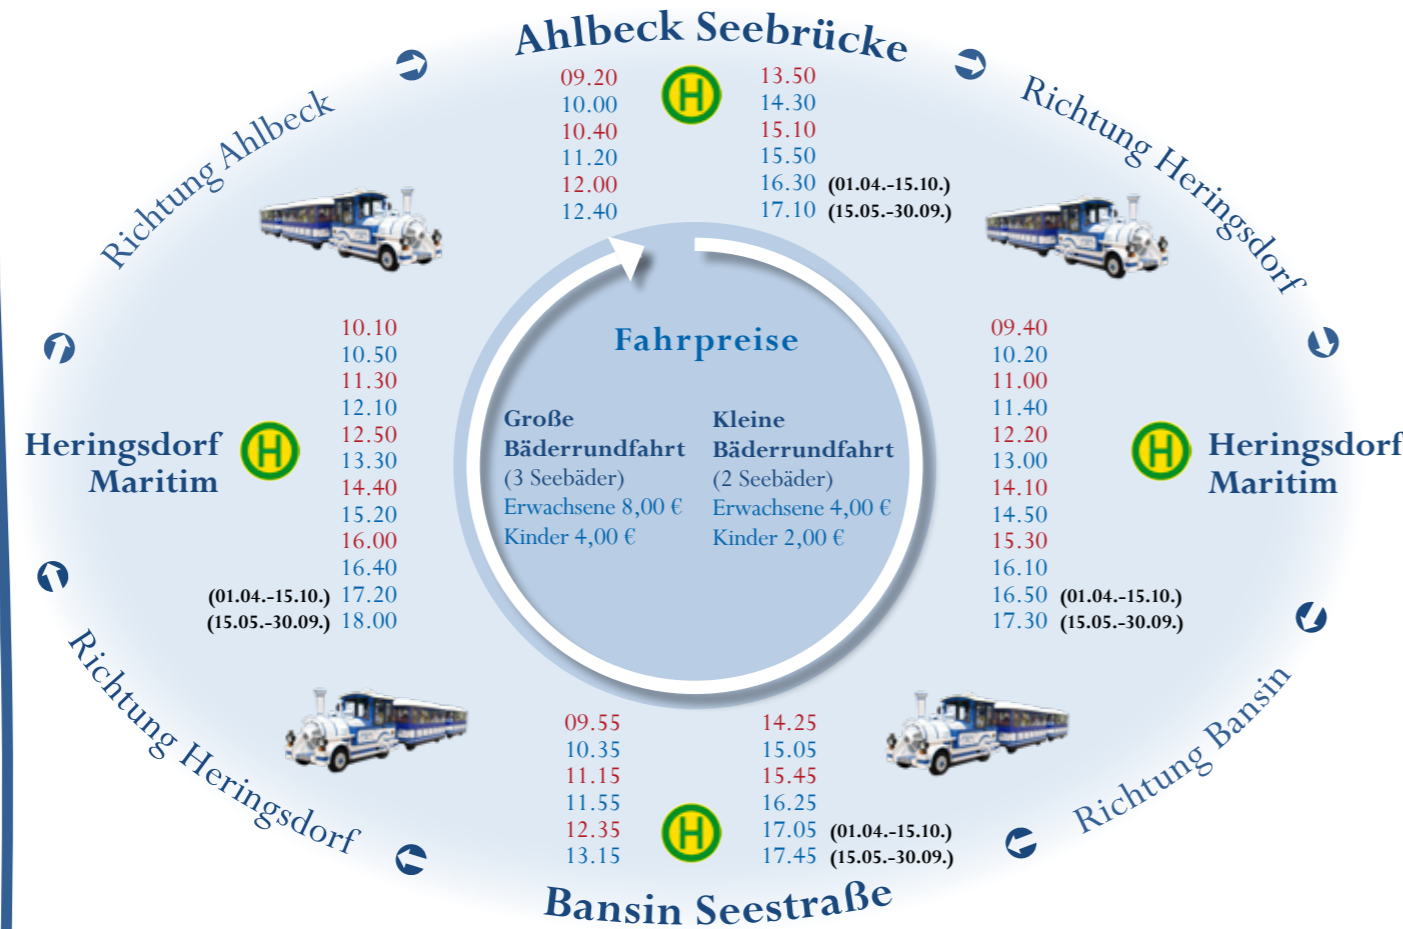 Ahlbeck Seebrücke
H
09.20
10.00
10.40
11.20
12.00
12.40
13.50
14.30
15.10
15.50
16.30 (01.04.-15.10.)
17.10 (15.05.-30.09.)
Richtung Ahlbeck
Richtung Heringsdorf
10.10
10.50
11.30
12.10
12.50
13.30
14.40
15.20
16.00
16.40
(01.04.-15.10.) 17.20
(15.05.-30.09.) 18.00
Heringsdorf
Maritim
H
Fahrpreise
Große
Bäderrundfahrt
(3 Seebäder)
Erwachsene 8,00 €
Kinder 4,00 €
Kleine
Bäderrundfahrt
(2 Seebäder)
Erwachsene 4,00 €
Kinder 2,00 €
09.40
10.20
11.00
11.40
12.20
13.00
14.10
14.50
15.30
16.10
16.50 (01.04.-15.10.)
17.30 (15.05.-30.09.)
H
Heringsdorf
Maritim
Richtung Heringsdorf
Richtung Bansin
09.55
10.35
11.15
11.55
12.35
13.15
H
14.25
15.05
15.45
16.25
17.05 (01.04.-15.10.)
17.45 (15.05.-30.09.)
Bansin Seestraße